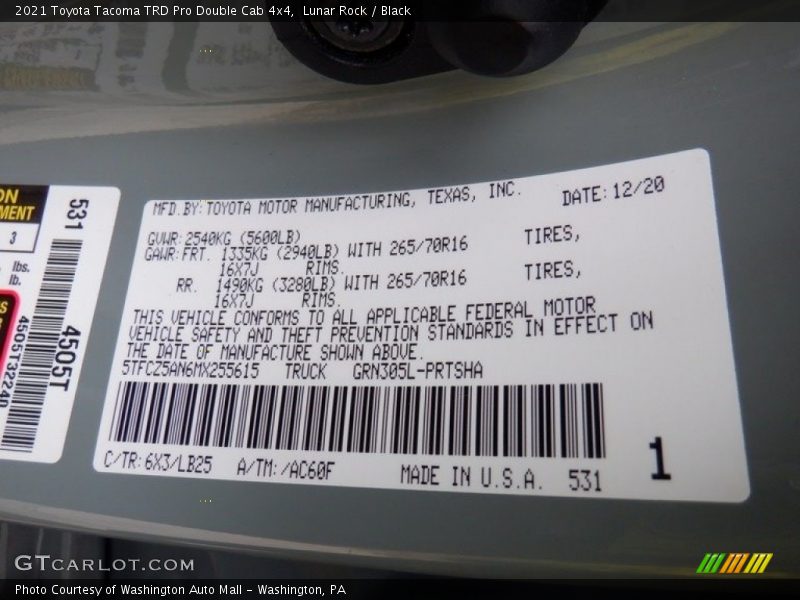 2021 Toyota Tacoma TRD Pro Double Cab 4x4, Lunar Rock / Black
ON
MENT
3
lbs.
lb.
531
4505T
4505T32240
MFD.BY:TOYOTA MOTOR MANUFACTURING, TEXAS, INC. DATE:12/20
GVWR:2540KG (5600LB)
GAWR:FRT. 1335KG (2940LB) WITH 265/70R16 TIRES,
16X7J RIMS.
RR. 1490KG (3280LB) WITH 265/70R16 TIRES,
16X7J RIMS.
THIS VEHICLE CONFORMS TO ALL APPLICABLE FEDERAL MOTOR
VEHICLE SAFETY AND THEFT PREVENTION STANDARDS IN EFFECT ON
THE DATE OF MANUFACTURE SHOWN ABOVE.
5TFCZ5AN6MX255615 TRUCK GRN305L-PRTSHA
C/TR:6X3/LB25 A/TM:/AC60F MADE IN U.S.A. 531
1
GTCARLOT.COM
Photo Courtesy of Washington Auto Mall - Washington, PA